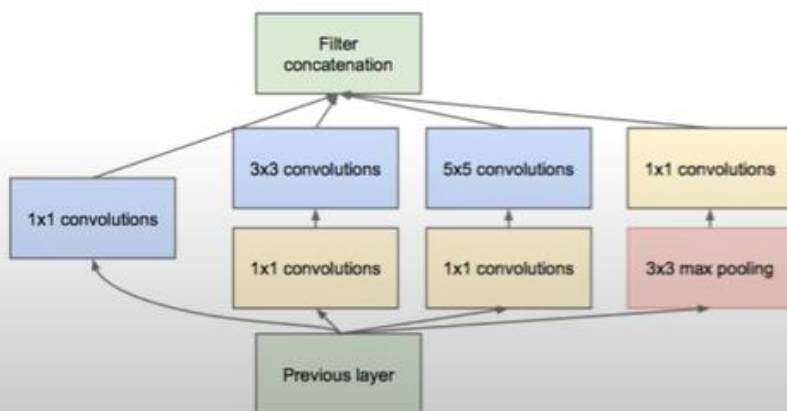 Filter
concatenation
3x3 convolutions
5x5 convolutions
1x1 convolutions
1x1 convolutions
1x1 convolutions
1x1 convolutions
3x3 max pooling
Previous layer